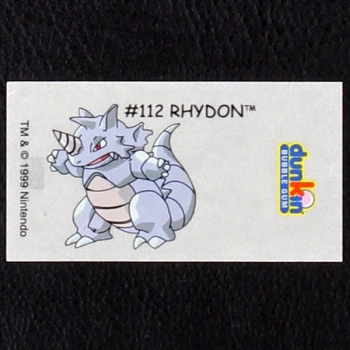 #112 RHYDON™
TM & © 1999 Nintendo
dunkin
BUBBLE GUM